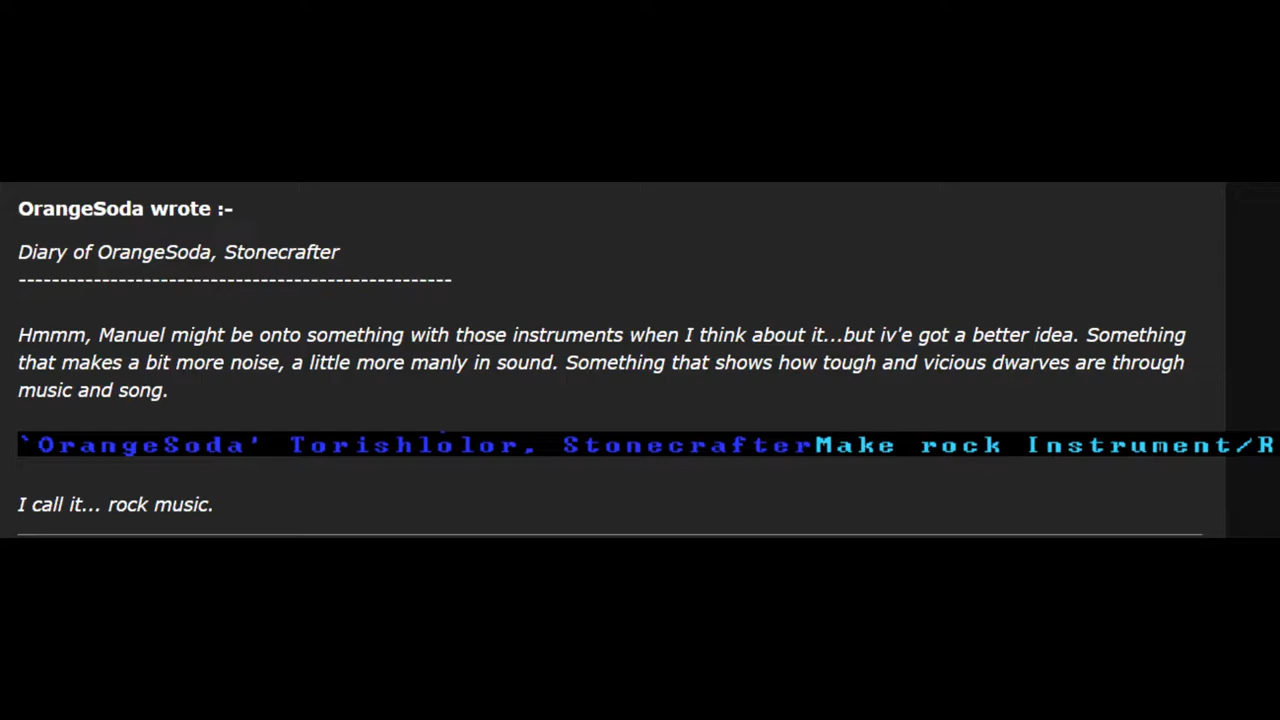 OrangeSoda wrote :-
Diary of OrangeSoda, Stonecrafter
----------------------------------------------------
Hmmm, Manuel might be onto something with those instruments when I think about it...but iv'e got a better idea. Something
that makes a bit more noise, a little more manly in sound. Something that shows how tough and vicious dwarves are through
music and song.
`OrangeSoda' Torishlòlor, StonecrafterMake rock Instrument/R
I call it... rock music.